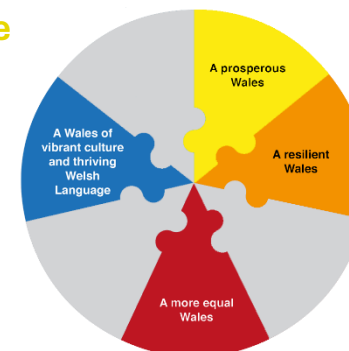 e
A prosperous
Wales
A resilient
Wales
A more equal
Wales
A Wales of
vibrant culture
and thriving
Welsh
Language